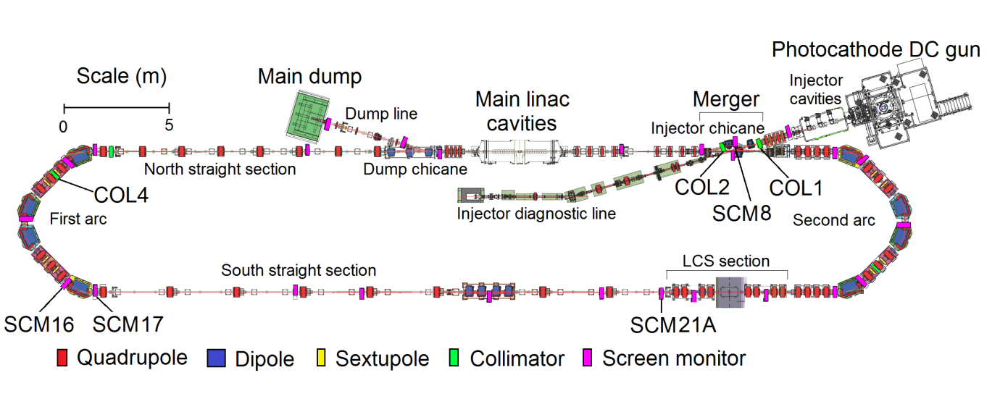 Photocathode DC gun
Scale (m)
0
5
Main dump
Dump line
Main linac
cavities
Merger
Injector chicane
Injector
cavities
North straight section
Dump chicane
COL4
First arc
Injector diagnostic line
COL2
SCM8
COL1
Second arc
South straight section
LCS section
SCM16
SCM17
SCM21A
Quadrupole
Dipole
Sextupole
Collimator
Screen monitor